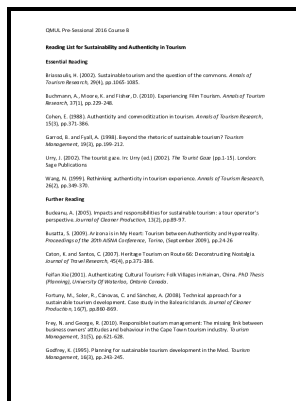 QMUL Pre-Sessional 2016 Course B
Reading List for Sustainability and Authenticity in Tourism
Essential Reading
Briassoulis, H. (2002). Sustainable tourism and the question of the commons. Annals of
Tourism Research, 29(4), pp.1065-1085.
Buchmann, A., Moore, K. and Fisher, D. (2010). Experiencing Film Tourism. Annals of Tourism
Research, 37(1), pp.229-248.
Cohen, E. (1988). Authenticity and commoditization in tourism. Annals of Tourism Research,
15(3), pp.371-386.
Garrod, B. and Fyall, A. (1998). Beyond the rhetoric of sustainable tourism? Tourism
Management, 19(3), pp.199-212.
Urry, J. (2002). The tourist gaze. In: Urry (ed.) (2002). The Tourist Gaze (pp.1-15). London:
Sage Publications
Wang, N. (1999). Rethinking authenticity in tourism experience. Annals of Tourism Research,
26(2), pp.349-370.
Further Reading
Budeanu, A. (2005). Impacts and responsibilities for sustainable tourism: a tour operator's
perspective. Journal of Cleaner Production, 13(2), pp.89-97.
Busatta, S. (2009). Arizona is in My Heart: Tourism between Authenticity and Hyperreality.
Proceedings of the 20th AISNA Conference, Torino, (September 2009), pp.24-26
Caton, K. and Santos, C. (2007). Heritage Tourism on Route 66: Deconstructing Nostalgia.
Journal of Travel Research, 45(4), pp.371-386.
Feifan Xie (2001). Authenticating Cultural Tourism: Folk Villages in Hainan, China. PhD Thesis
(Planning), University Of Waterloo, Ontario Canada.
Fortuny, M., Soler, R., Cánovas, C. and Sánchez, A. (2008). Technical approach for a
sustainable tourism development. Case study in the Balearic Islands. Journal of Cleaner
Production, 16(7), pp.860-869.
Frey, N. and George, R. (2010). Responsible tourism management: The missing link between
business owners' attitudes and behaviour in the Cape Town tourism industry. Tourism
Management, 31(5), pp.621-628.
Godfrey, K. (1995). Planning for sustainable tourism development in the Med. Tourism
Management, 16(3), pp.243-245.